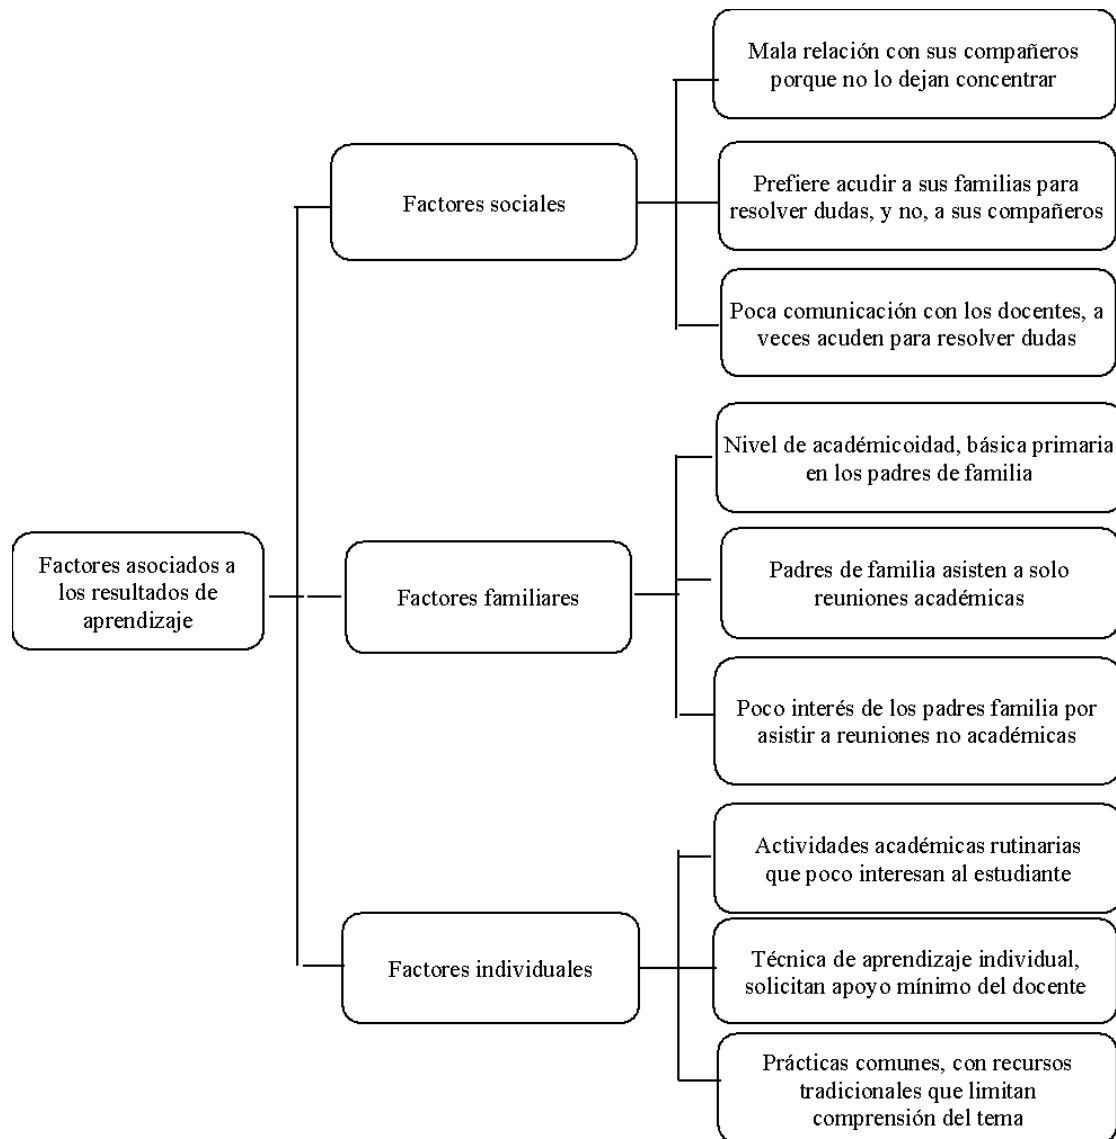 Factores asociados a
los resultados de
aprendizaje
Factores sociales
Mala relación con sus compañeros
porque no lo dejan concentrar
Prefiere acudir a sus familias para
resolver dudas, y no, a sus compañeros
Poca comunicación con los docentes, a
veces acuden para resolver dudas
Factores familiares
Nivel de académicoidad, básica primaria
en los padres de familia
Padres de familia asisten a solo
reuniones académicas
Poco interés de los padres familia por
asistir a reuniones no académicas
Factores individuales
Actividades académicas rutinarias
que poco interesan al estudiante
Técnica de aprendizaje individual,
solicitan apoyo mínimo del docente
Prácticas comunes, con recursos
tradicionales que limitan
comprensión del tema